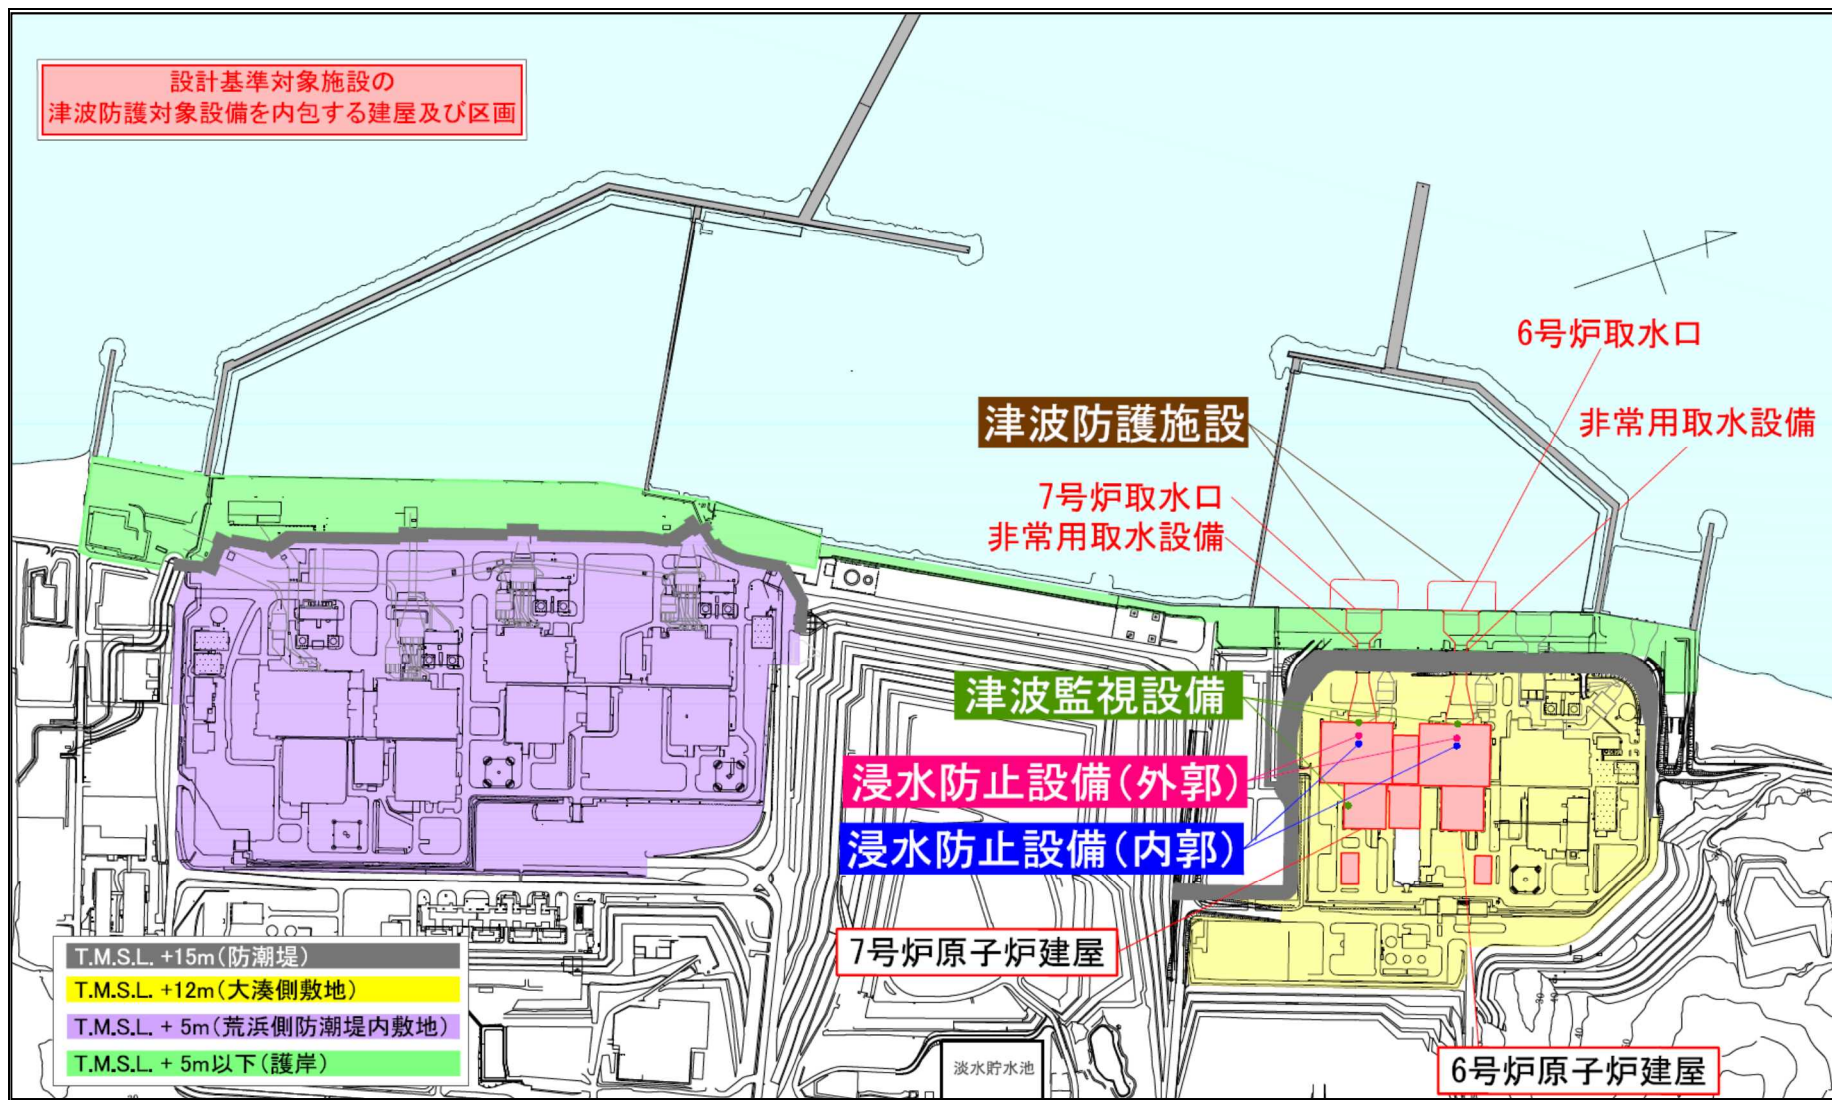 設計基準対象施設の
津波防護対象設備を内包する建屋及び区画
6号炉取水口
津波防護施設
非常用取水設備
7号炉取水口
非常用取水設備
津波監視設備
浸水防止設備(外郭)
浸水防止設備(内郭)
7号炉原子炉建屋
T.M.S.L. +15m(防潮堤)
T.M.S.L. +12m(大湊側敷地)
T.M.S.L. + 5m(荒浜側防潮堤内敷地)
T.M.S.L. + 5m以下(護岸)
淡水貯水池
6号炉原子炉建屋